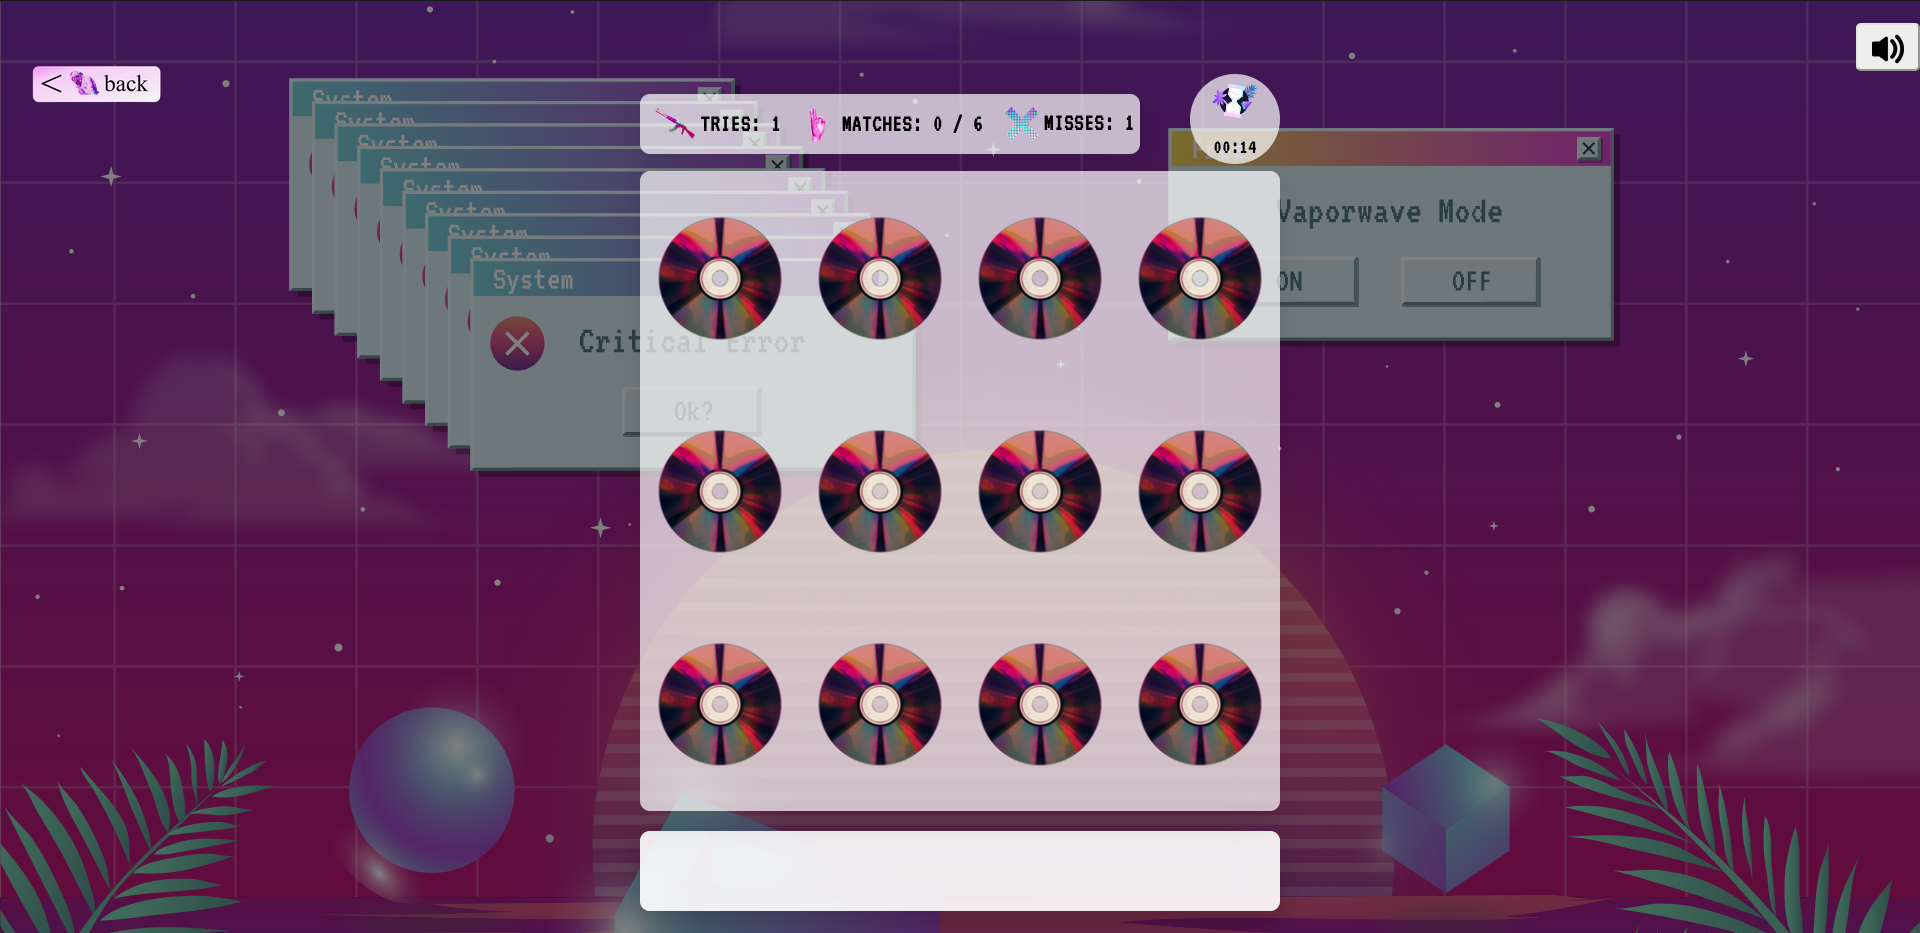 < back
System
System
System
System
System
System
System
System
System
Critical Error
Ok?
TRIES: 1
MATCHES: 0 / 6
MISSES: 1
00:14
Vaporwave Mode
ON
OFF